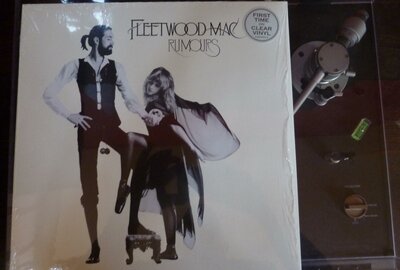 FLEETWOOD MAC
RUMOURS
FIRST
TIME
ON
CLEAR
VINYL